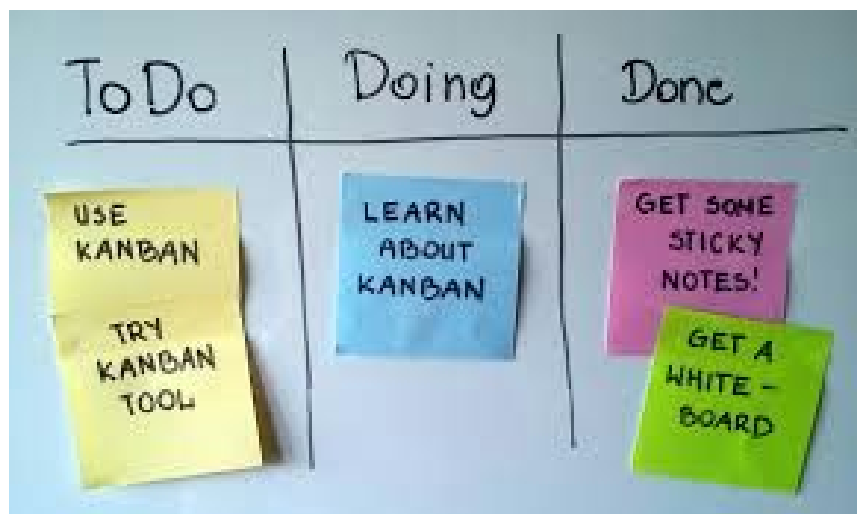 To Do
Doing
Done
USE
KANBAN
TRY
KANBAN
TOOL
LEARN
ABOUT
KANBAN
GET SOME
STICKY
NOTES!
GET A
WHITE-
BOARD